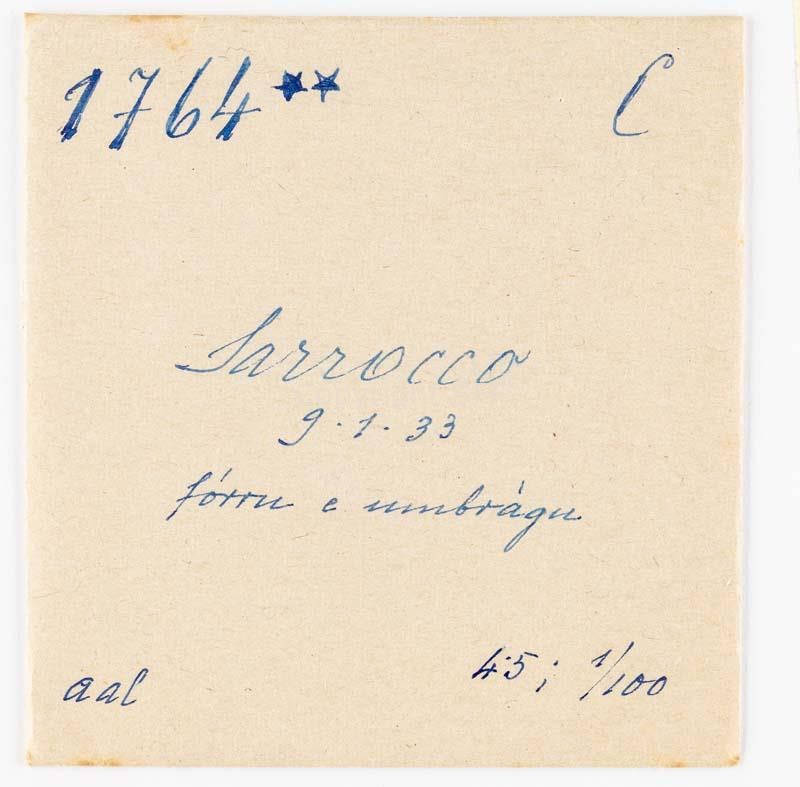 1764★★ C
Sarrocco
9.1.33
fórru e umbrágu
4·5; 1/100
aal